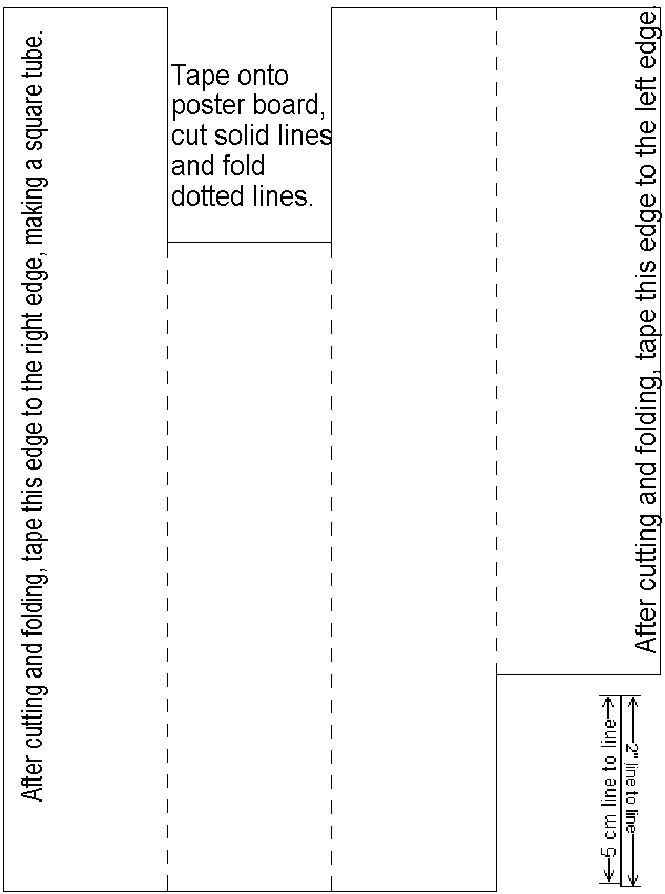 After cutting and folding, tape this edge to the right edge, making a square tube.
Tape onto
poster board,
cut solid lines
and fold
dotted lines.
After cutting and folding, tape this edge to the left edge.
5 cm line to line
2" line to line